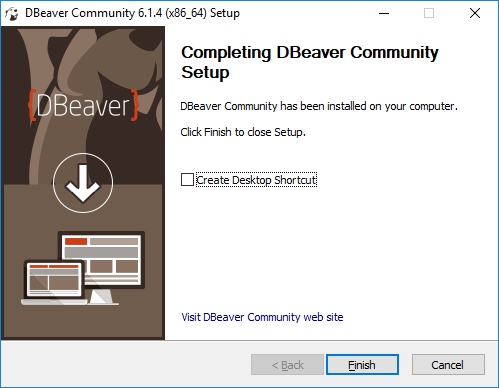 DBeaver Community 6.1.4 (x86_64) Setup
{DBeaver}
Completing DBeaver Community
Setup
DBeaver Community has been installed on your computer.
Click Finish to close Setup.
Create Desktop Shortcut
Visit DBeaver Community web site
< Back
Finish
Cancel